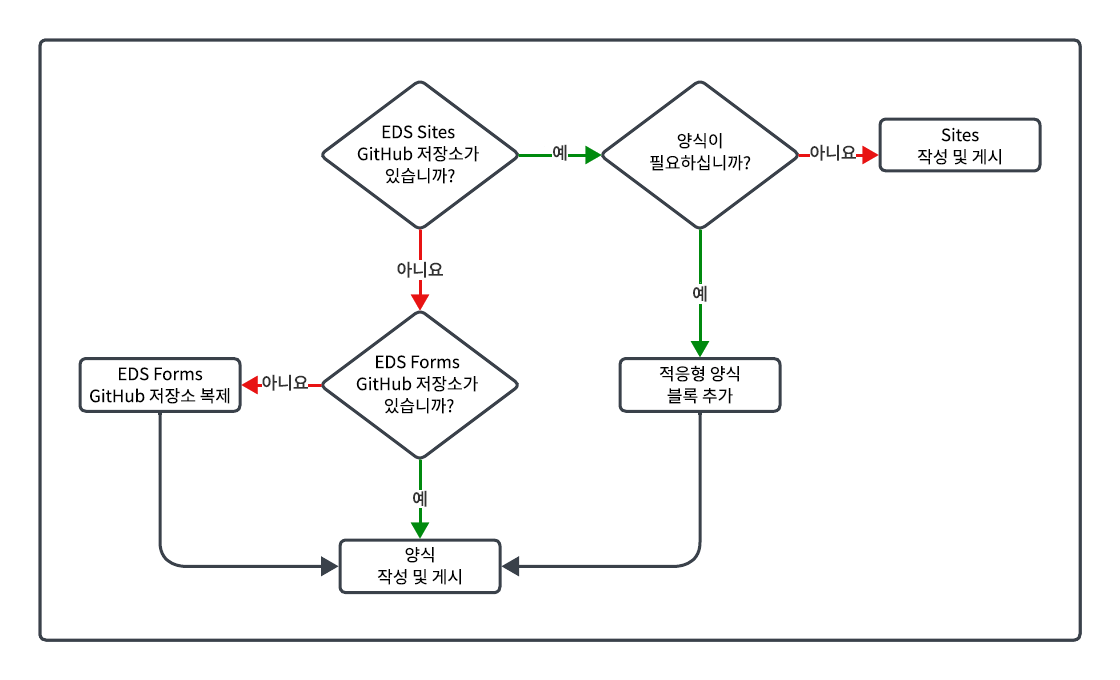 EDS Sites
GitHub 저장소가
있습니까?
예
양식이
필요하십니까?
아니요
Sites
작성 및 게시
아니요
예
EDS Forms
GitHub 저장소 복제
아니요
EDS Forms
GitHub 저장소가
있습니까?
적응형 양식
블록 추가
예
양식
작성 및 게시